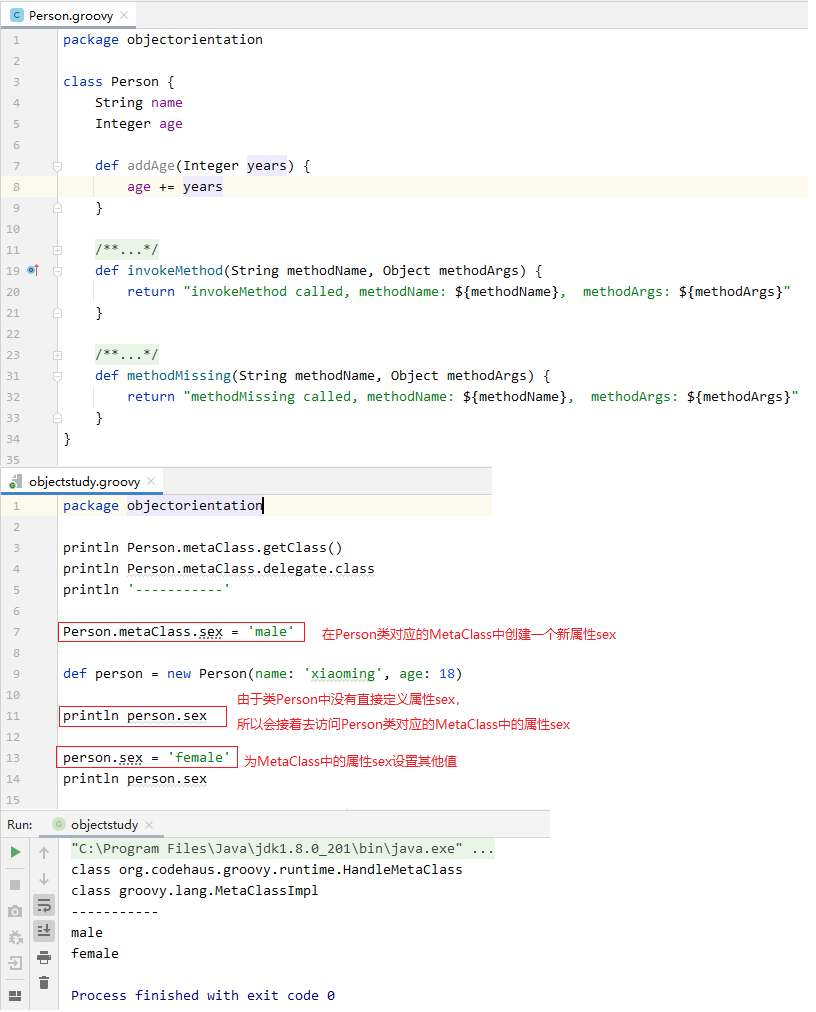 Person.groovy
1 package objectorientation
2
3 class Person {
4     String name
5     Integer age
6
7     def addAge(Integer years) {
8         age += years
9     }
10
11     /**...*/
19     def invokeMethod(String methodName, Object methodArgs) {
20         return "invokeMethod called, methodName: ${methodName},  methodArgs: ${methodArgs}"
21     }
22
23     /**...*/
31     def methodMissing(String methodName, Object methodArgs) {
32         return "methodMissing called, methodName: ${methodName},  methodArgs: ${methodArgs}"
33     }
34 }
35
objectstudy.groovy
1 package objectorientation
2
3 println Person.metaClass.getClass()
4 println Person.metaClass.delegate.class
5 println '-----------'
6
7 Person.metaClass.sex = 'male' 在Person类对应的MetaClass中创建一个新属性sex
8
9 def person = new Person(name: 'xiaoming', age: 18)
10 由于类Person中没有直接定义属性sex,
11 println person.sex 所以会接着去访问Person类对应的MetaClass中的属性sex
12
13 person.sex = 'female' 为MetaClass中的属性sex设置其他值
14 println person.sex
15
Run: objectstudy
"C:\Program Files\Java\jdk1.8.0_201\bin\java.exe" ...
class org.codehaus.groovy.runtime.HandleMetaClass
class groovy.lang.MetaClassImpl
-----------
male
female
Process finished with exit code 0